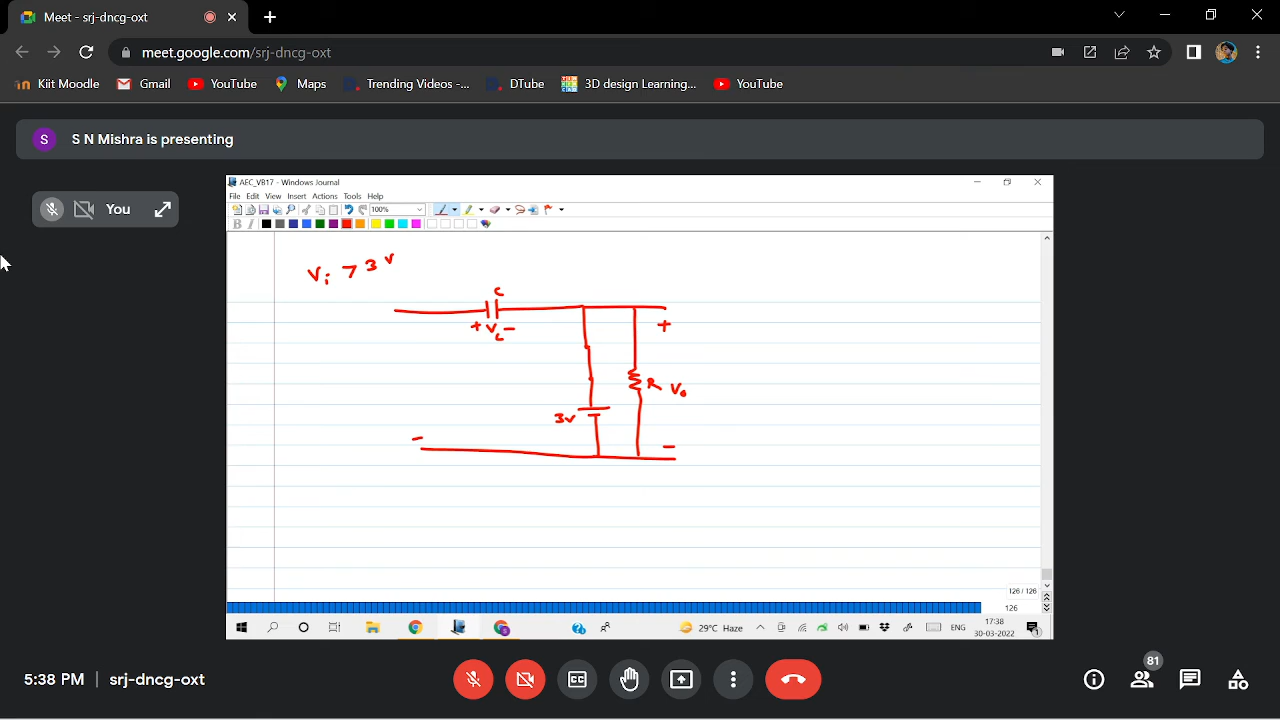 Meet - srj-dncg-oxt
meet.google.com/srj-dncg-oxt
Kiit Moodle
Gmail
YouTube
Maps
Trending Videos -...
DTube
3D design Learning...
YouTube
S
S N Mishra is presenting
You
AEC_VB17 - Windows Journal
File Edit View Insert Actions Tools Help
100%
B I
Vi > 3 V
C
+ Vc -
+
R
Vo
3v
-
-
126 / 126
126
29°C Haze
ENG
17:38
30-03-2022
1
5:38 PM | srj-dncg-oxt
CC
81